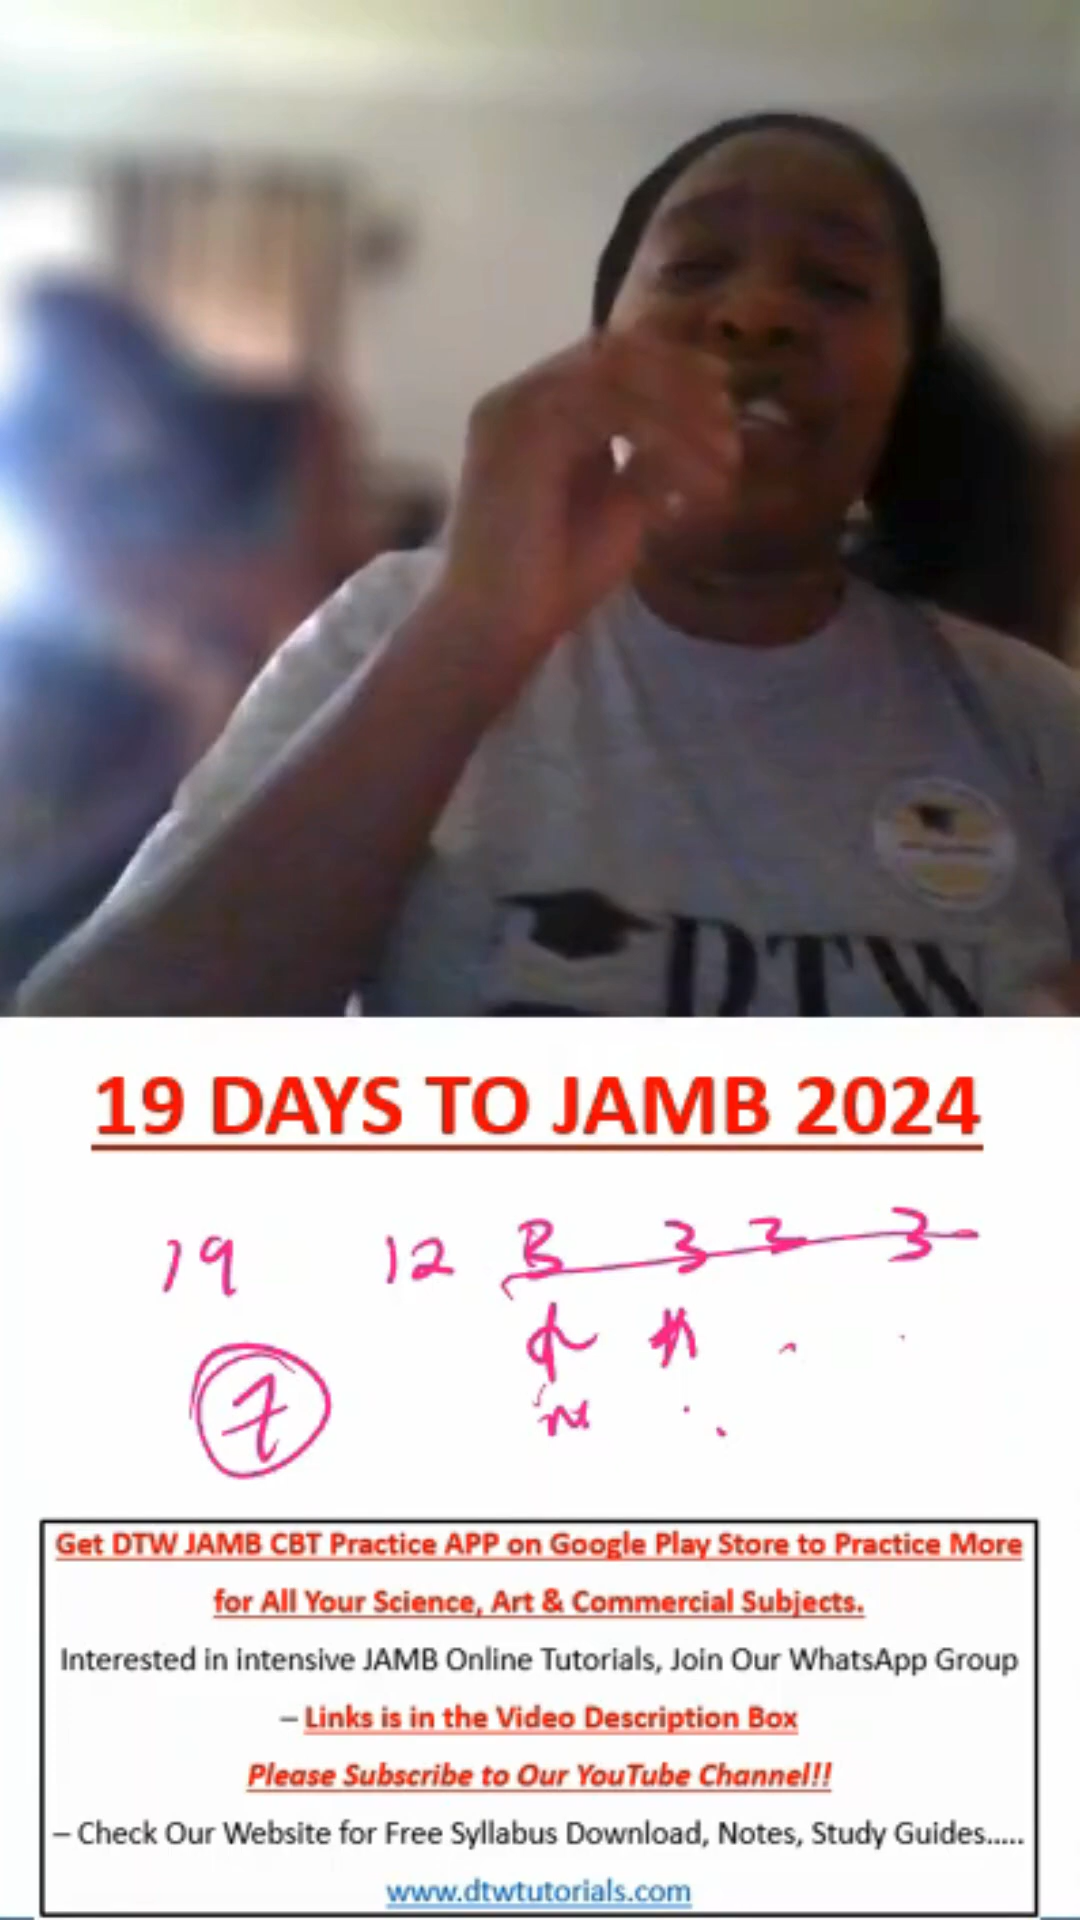 DTW
19 DAYS TO JAMB 2024
19 12 3 3 3 3
7
Get DTW JAMB CBT Practice APP on Google Play Store to Practice More
for All Your Science, Art & Commercial Subjects.
Interested in intensive JAMB Online Tutorials, Join Our WhatsApp Group
– Links is in the Video Description Box
Please Subscribe to Our YouTube Channel!!
– Check Our Website for Free Syllabus Download, Notes, Study Guides.....
www.dtwtutorials.com